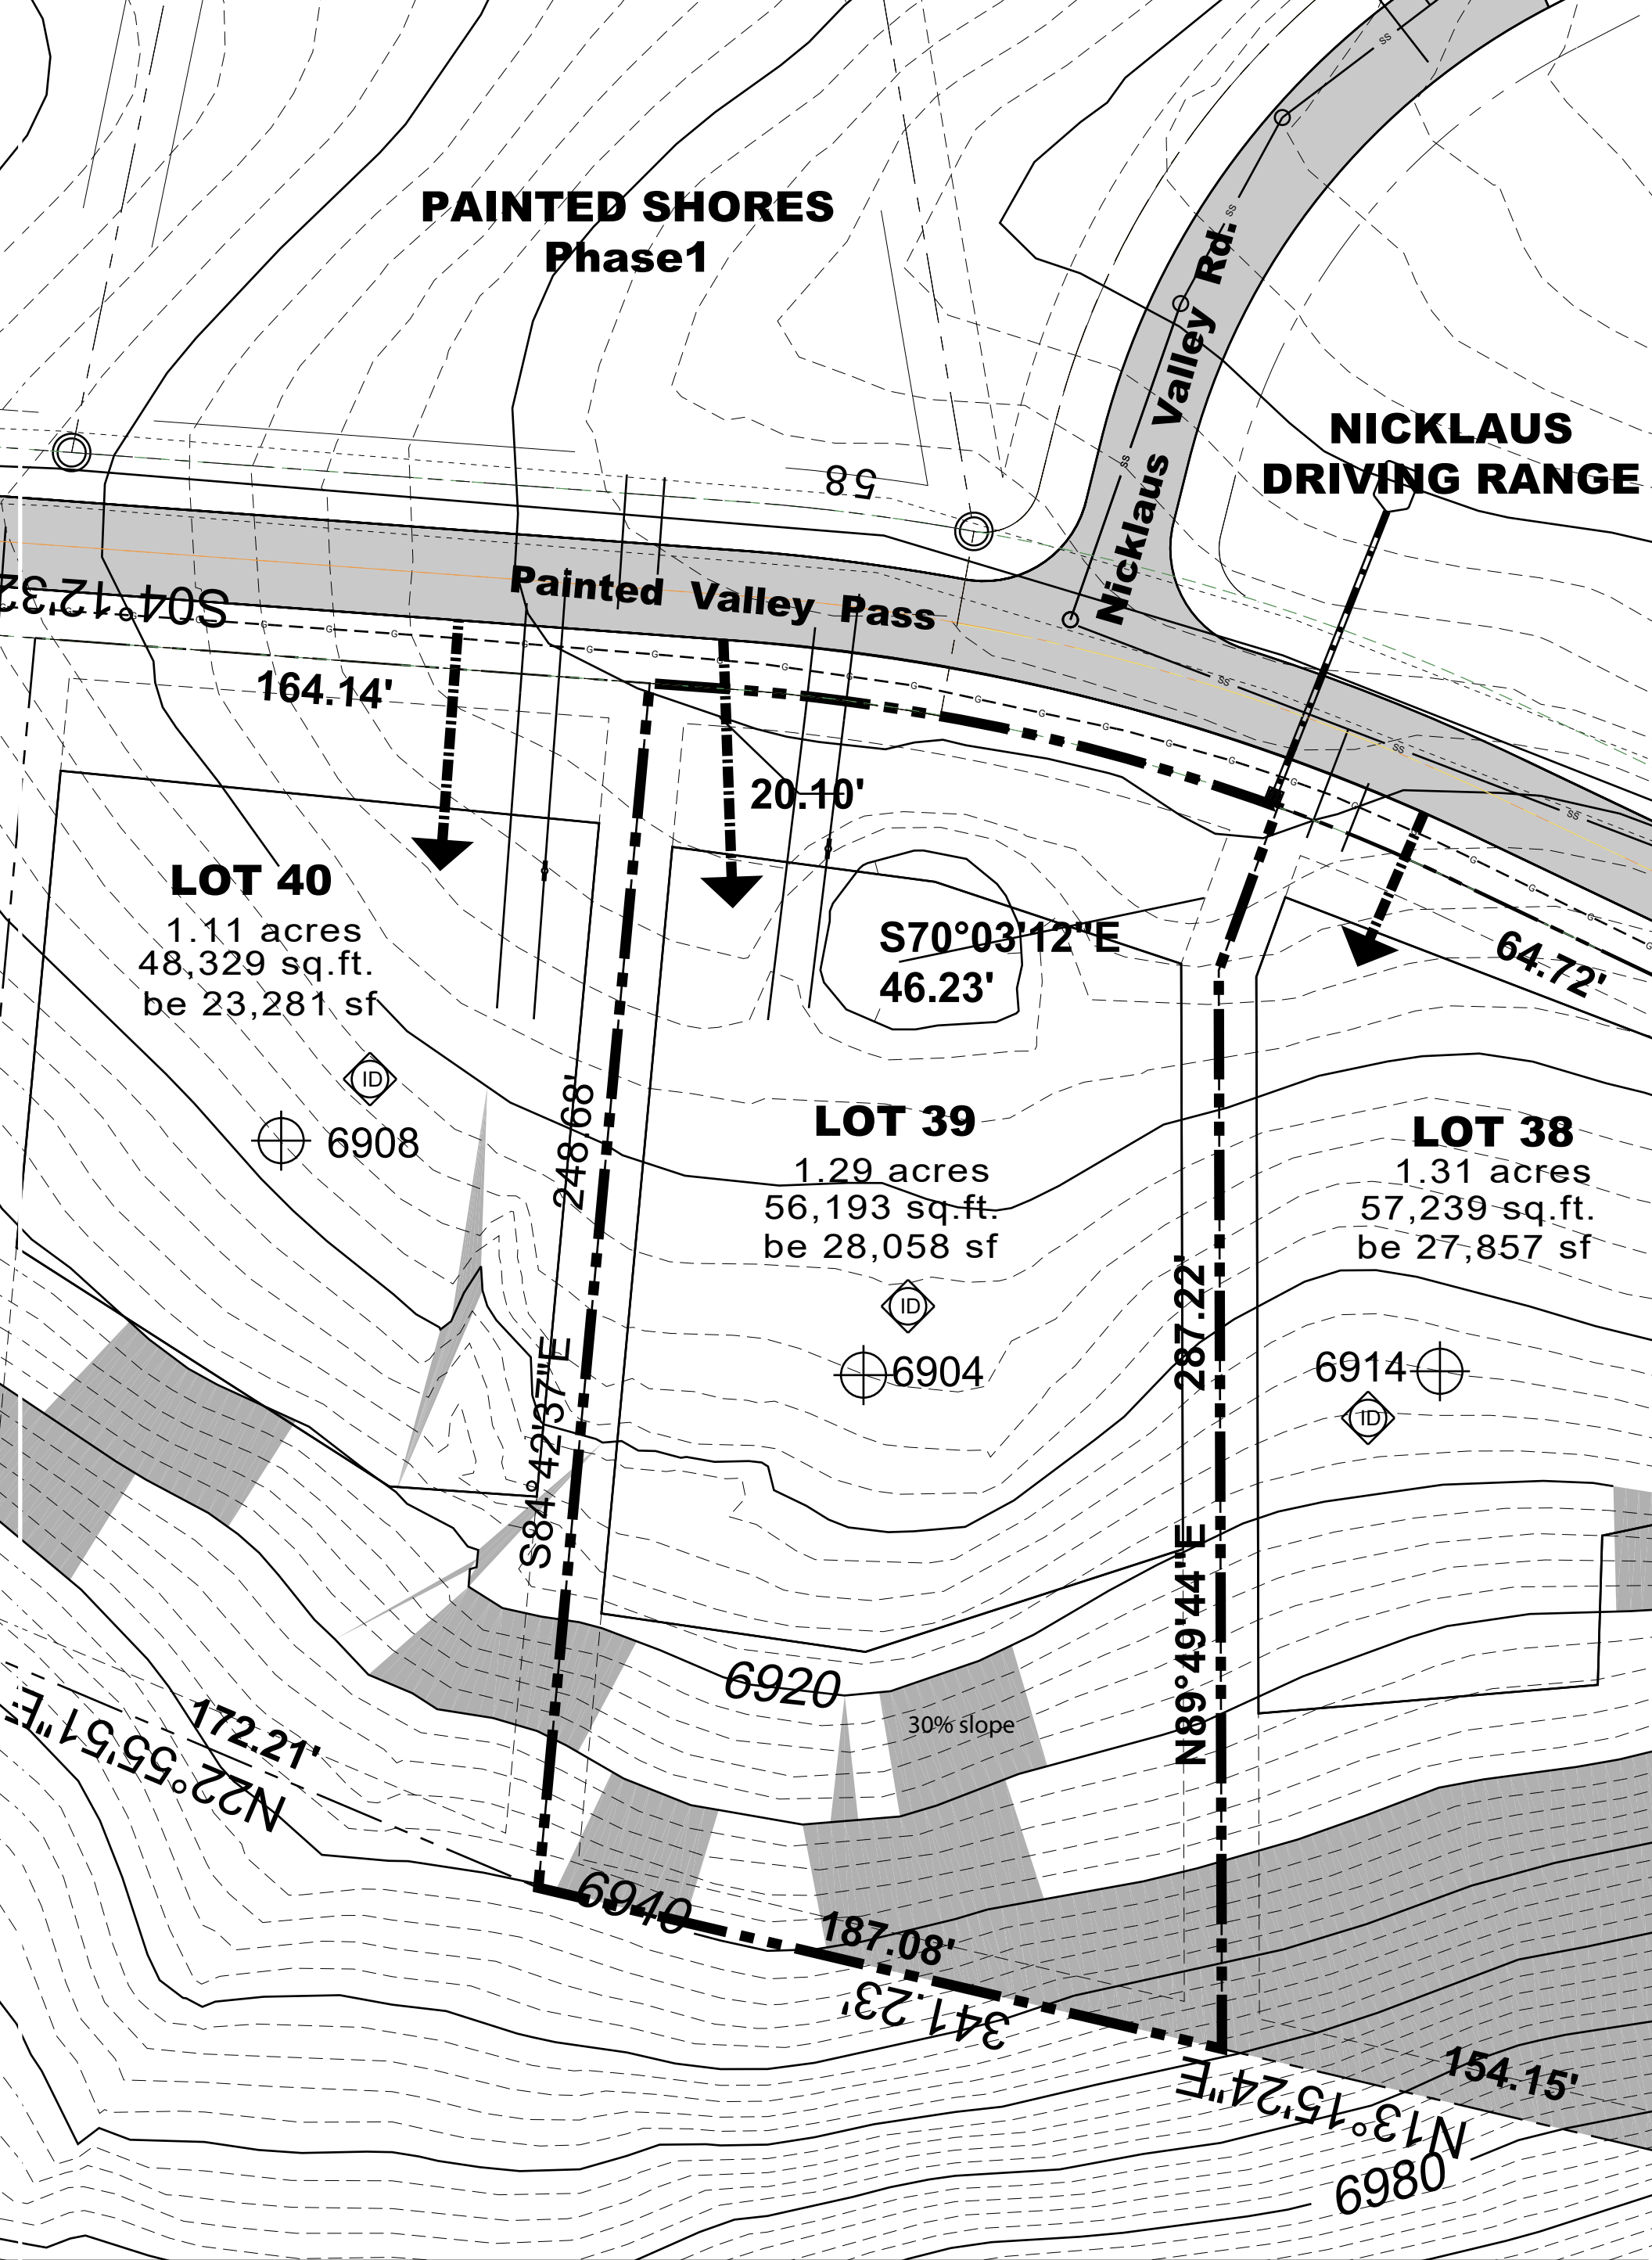 PAINTED SHORES
Phase1
Nicklaus Valley Rd.
NICKLAUS
DRIVING RANGE
58
Painted Valley Pass
S04°12'32
164.14'
20.10'
LOT 40
1.11 acres
48,329 sq.ft.
be 23,281 sf
ID
6908
S70°03'12"E
46.23'
64.72'
248.68'
S84°42'37"E
LOT 39
1.29 acres
56,193 sq.ft.
be 28,058 sf
ID
6904
LOT 38
1.31 acres
57,239 sq.ft.
be 27,857 sf
6914
ID
287.22'
N89°49'44"E
6920
30% slope
172.21'
N22°55'51"E
6940
187.08'
341.23'
154.15'
N13°15'24"E
6980